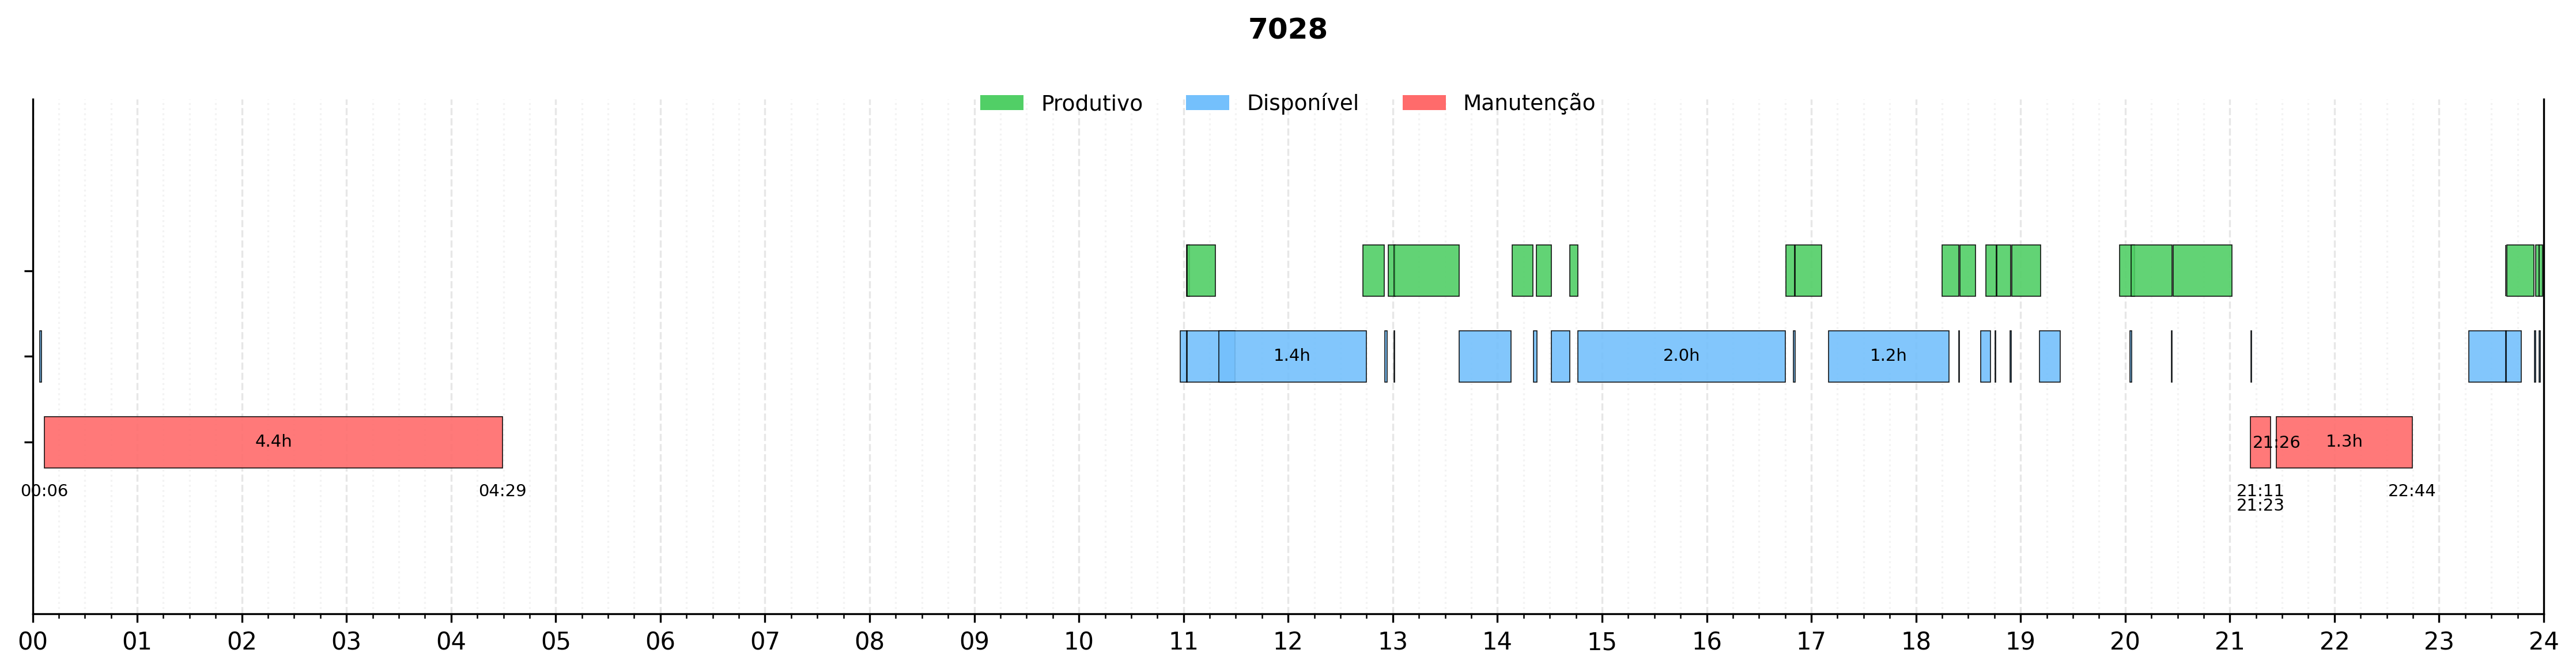 7028
Produtivo Disponível Manutenção
1.4h 2.0h 1.2h
4.4h 21:26 1.3h
00:06 04:29 21:11 22:44
21:23
00 01 02 03 04 05 06 07 08 09 10 11 12 13 14 15 16 17 18 19 20 21 22 23 24